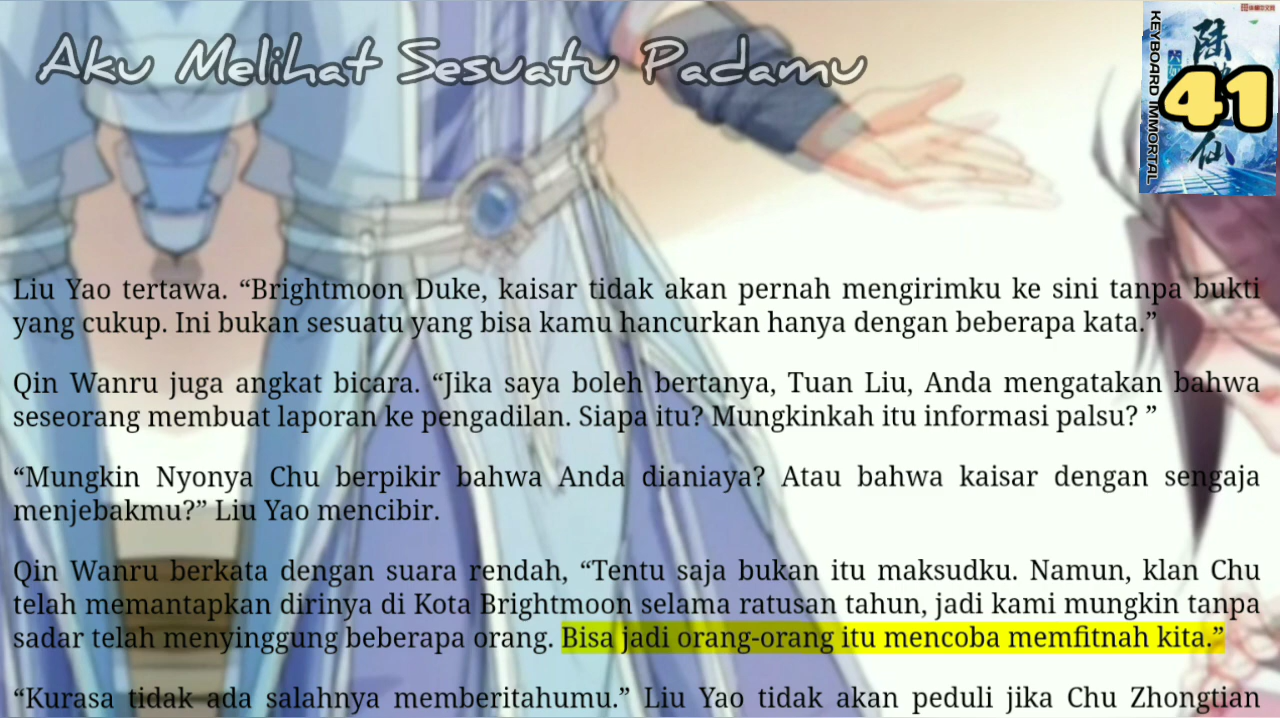 Aku Melihat Sesuatu Padamu
KEYBOARD IMMORTAL
41
Liu Yao tertawa. “Brightmoon Duke, kaisar tidak akan pernah mengirimku ke sini tanpa bukti
yang cukup. Ini bukan sesuatu yang bisa kamu hancurkan hanya dengan beberapa kata.”
Qin Wanru juga angkat bicara. “Jika saya boleh bertanya, Tuan Liu, Anda mengatakan bahwa
seseorang membuat laporan ke pengadilan. Siapa itu? Mungkinkah itu informasi palsu? ”
“Mungkin Nyonya Chu berpikir bahwa Anda dianiaya? Atau bahwa kaisar dengan sengaja
menjebakmu?” Liu Yao mencibir.
Qin Wanru berkata dengan suara rendah, “Tentu saja bukan itu maksudku. Namun, klan Chu
telah memantapkan dirinya di Kota Brightmoon selama ratusan tahun, jadi kami mungkin tanpa
sadar telah menyinggung beberapa orang. Bisa jadi orang-orang itu mencoba memfitnah kita.”
“Kurasa tidak ada salahnya memberitahumu.” Liu Yao tidak akan peduli jika Chu Zhongtian